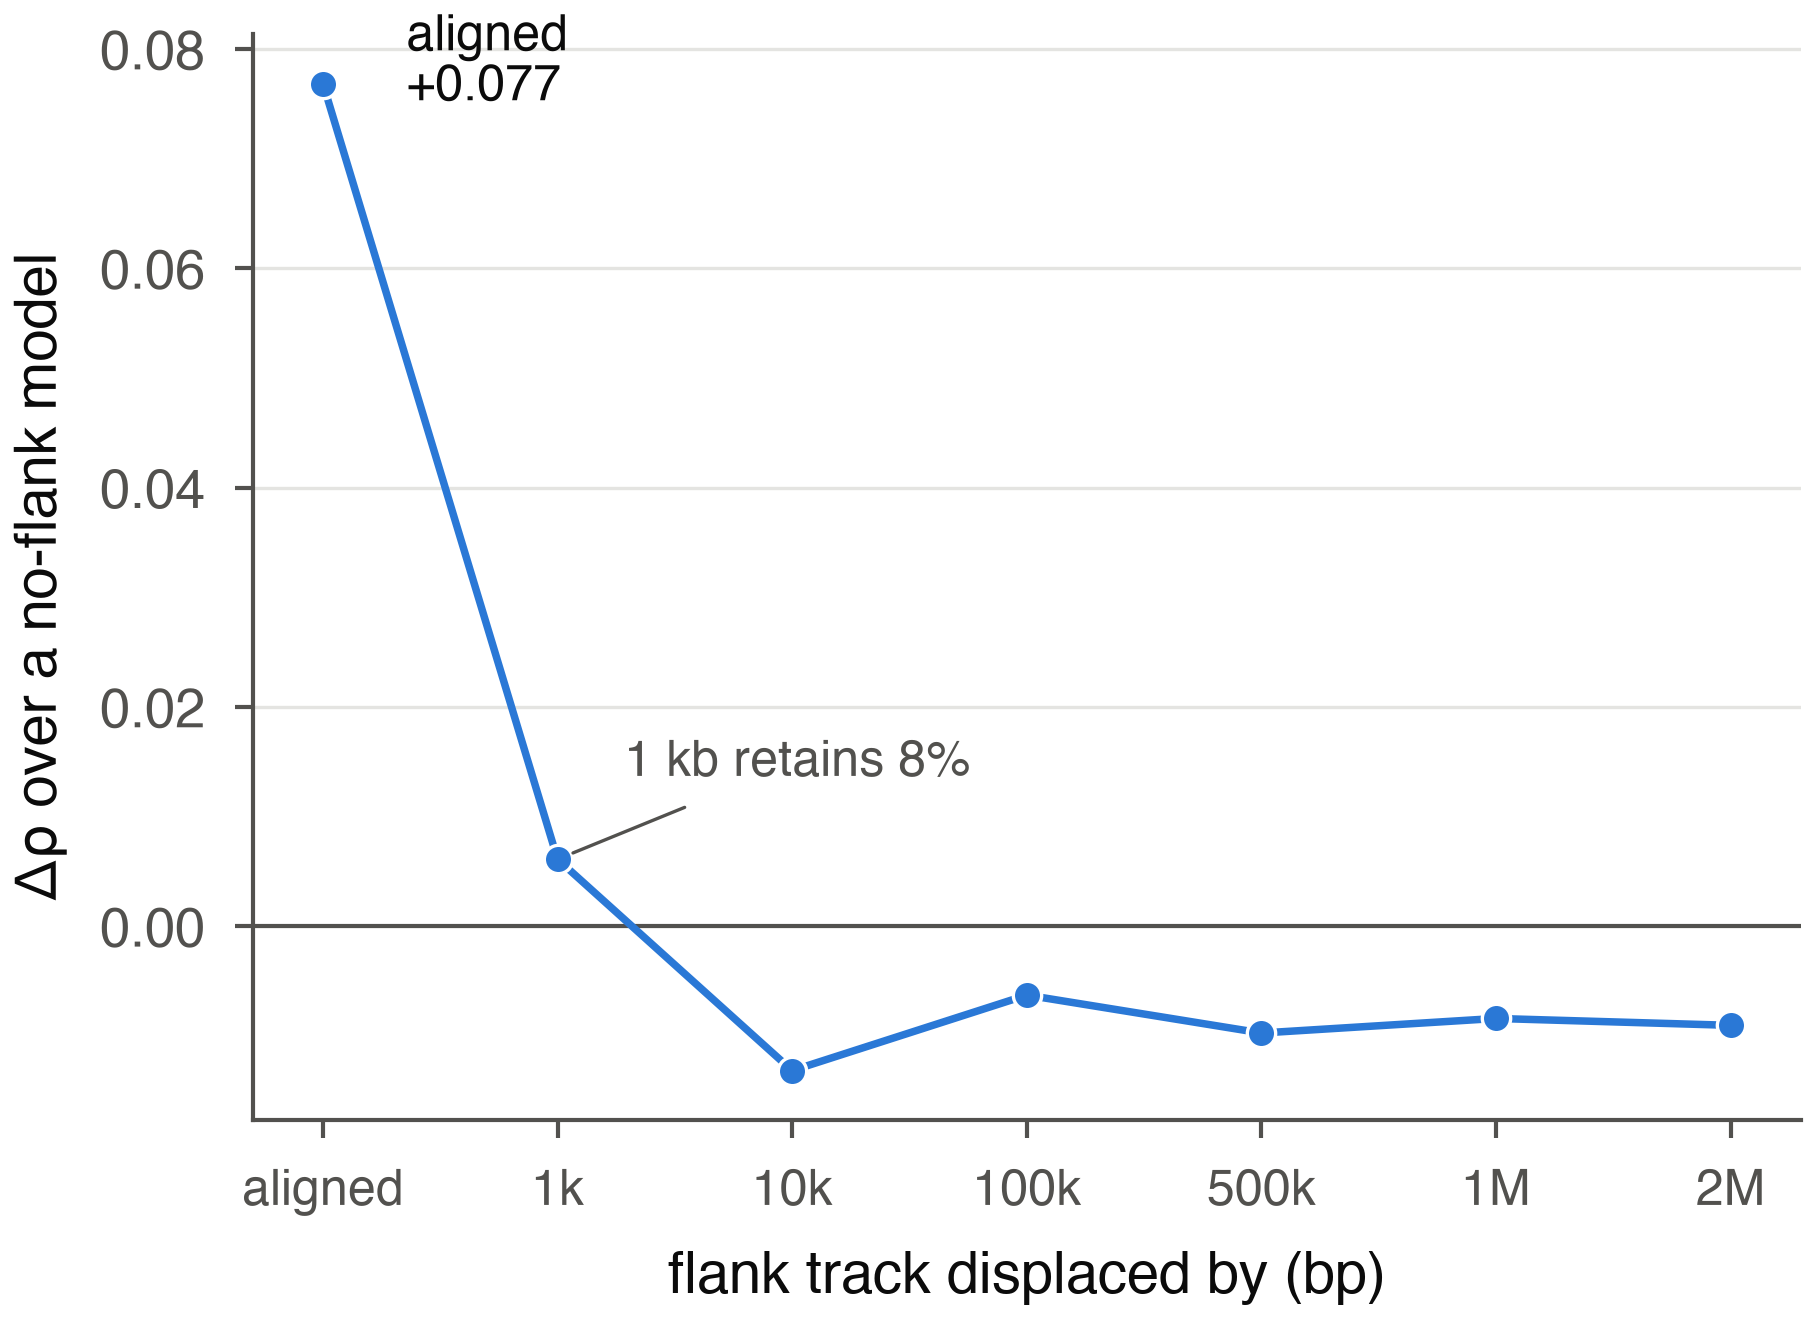 aligned
+0.077
0.08
0.06
0.04
0.02
0.00
Δρ over a no-flank model
1 kb retains 8%
aligned 1k 10k 100k 500k 1M 2M
flank track displaced by (bp)